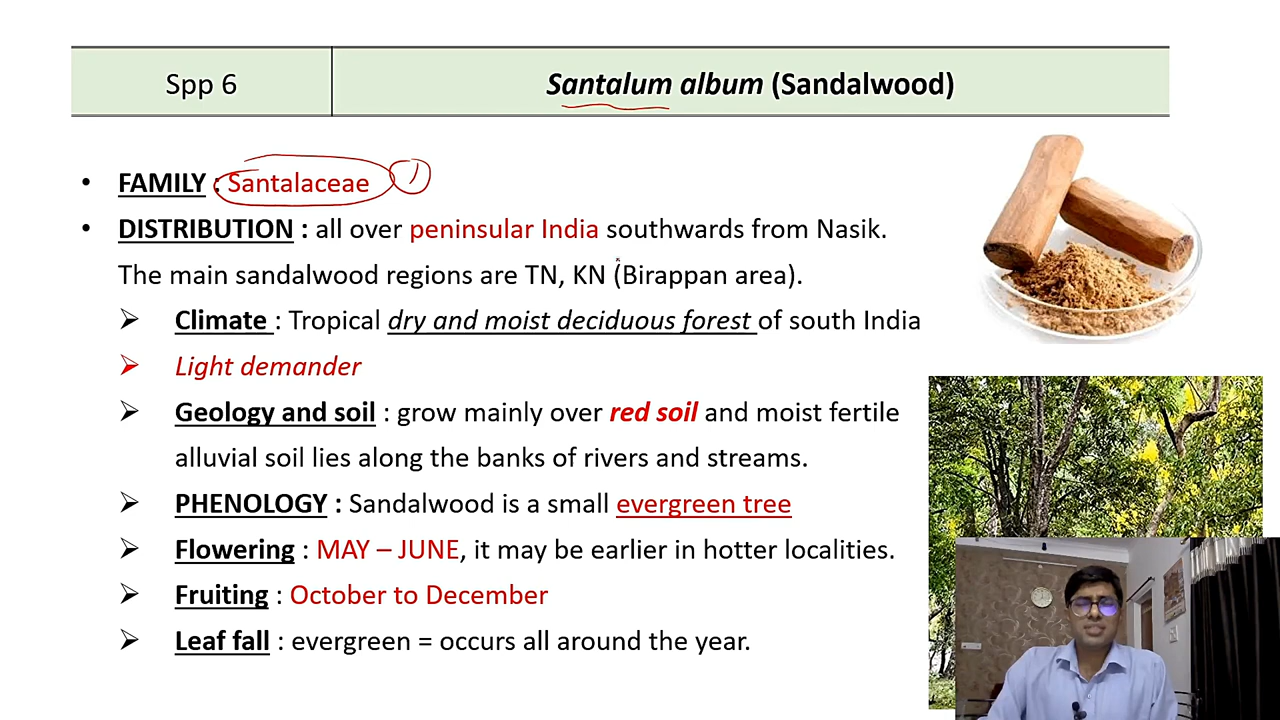 Spp 6
Santalum album (Sandalwood)
• FAMILY : Santalaceae
• DISTRIBUTION : all over peninsular India southwards from Nasik.
The main sandalwood regions are TN, KN (Birappan area).
➢ Climate : Tropical dry and moist deciduous forest of south India
➢ Light demander
➢ Geology and soil : grow mainly over red soil and moist fertile
alluvial soil lies along the banks of rivers and streams.
➢ PHENOLOGY : Sandalwood is a small evergreen tree
➢ Flowering : MAY – JUNE, it may be earlier in hotter localities.
➢ Fruiting : October to December
➢ Leaf fall : evergreen = occurs all around the year.